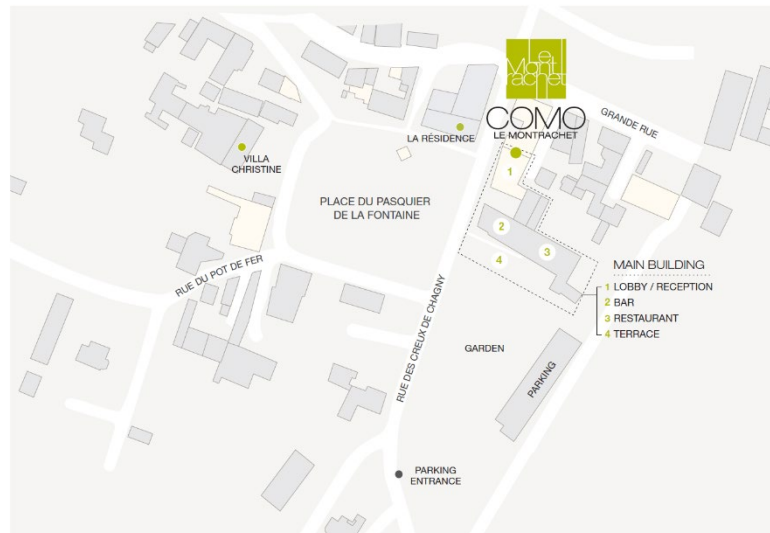 Le
Mont
rachet
COMO
LE MONTRACHET
GRANDE RUE
LA RÉSIDENCE
VILLA
CHRISTINE
1
PLACE DU PASQUIER
DE LA FONTAINE
2
3
4
RUE DU POT DE FER
RUE DES CREUX DE CHAGNY
MAIN BUILDING
1 LOBBY / RECEPTION
2 BAR
3 RESTAURANT
4 TERRACE
GARDEN
PARKING
PARKING
ENTRANCE